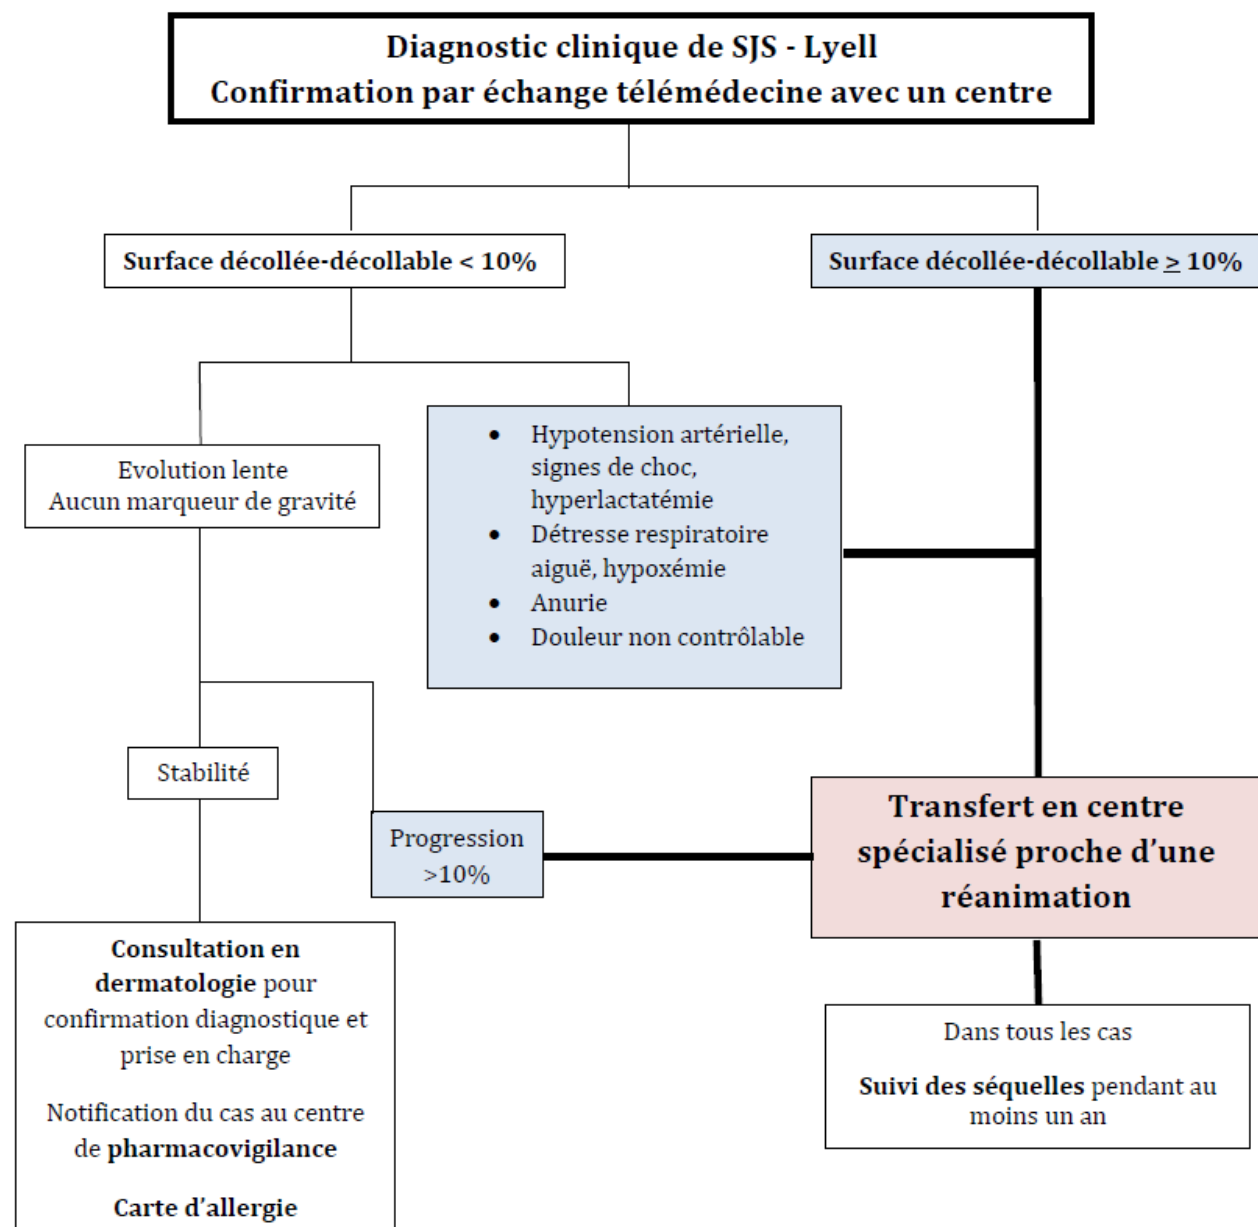 Diagnostic clinique de SJS - Lyell
Confirmation par échange télémédecine avec un centre
Surface décollée-décollable < 10%
Surface décollée-décollable ≥ 10%
Evolution lente
Aucun marqueur de gravité
• Hypotension artérielle,
signes de choc,
hyperlactatémie
• Détresse respiratoire
aiguë, hypoxémie
• Anurie
• Douleur non contrôlable
Stabilité
Progression
>10%
Transfert en centre
spécialisé proche d'une
réanimation
Consultation en
dermatologie pour
confirmation diagnostique et
prise en charge
Notification du cas au centre
de pharmacovigilance
Carte d'allergie
Dans tous les cas
Suivi des séquelles pendant au
moins un an